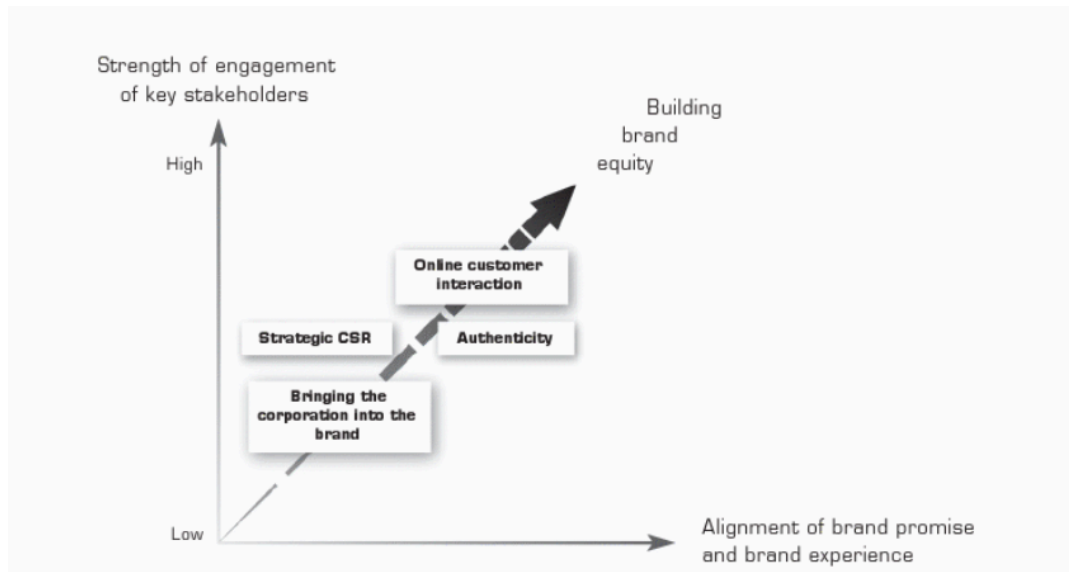 Strength of engagement
of key stakeholders
Building
brand
equity
High
Online customer
interaction
Strategic CSR
Authenticity
Bringing the
corporation into the
brand
Low
Alignment of brand promise
and brand experience